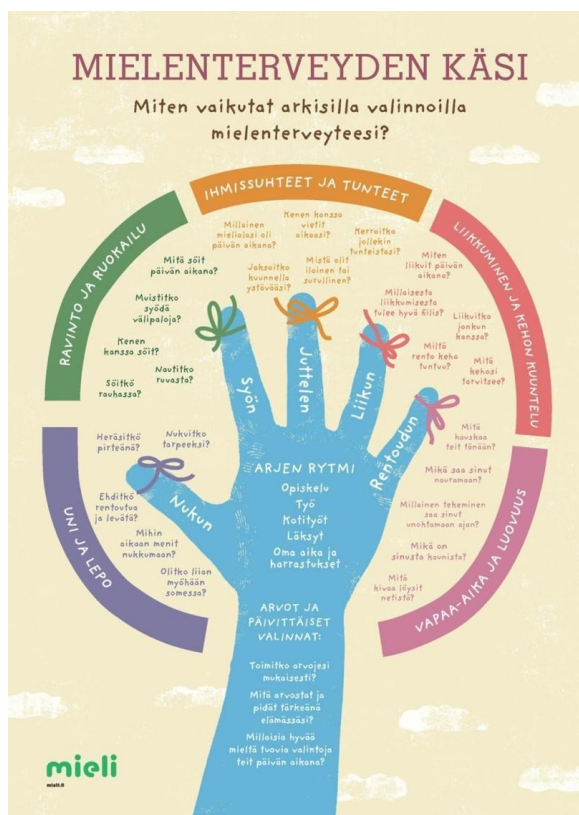 MIELENTERVEYDEN KÄSI
Miten vaikutat arkisilla valinnoilla
mielenterveyteesi?
RAVINTO JA RUOKAILU
Mitä söit
päivän aikana?
Muistitko
syödä
välipaloja?
Kenen
kanssa söit?
Nautitko
ruuasta?
Söitkö
rauhassa?
IHMISSUHTEET JA TUNTEET
Millainen
mielialasi oli
päivän aikana?
Kenen kanssa
vietit
aikaasi?
Kerroitko
jollekin
tunteistasi?
Jaksoitko
kuunnella
ystävääsi?
Mistä olit
iloinen tai
surullinen?
LIIKKUMINEN JA KEHON KUUNTELU
Miten
liikuit päivän
aikana?
Millaisesta
liikkumisesta
tulee hyvä fiilis?
Liikuitko
jonkun
kanssa?
Miltä
rento keho
tuntuu?
Mitä
kehosi
tarvitsee?
UNI JA LEPO
Heräsitkö
pirteänä?
Nukuitko
tarpeeksi?
Ehditkö
rentoutua
ja levätä?
Mihin
aikaan menit
nukkumaan?
Olitko liian
myöhään
somessa?
VAPAA-AIKA JA LUOVUUS
Mitä
hauskaa
teit tänään?
Mikä saa sinut
nauramaan?
Millainen tekeminen
saa sinut
unohtamaan ajan?
Mikä on
sinusta kaunista?
Mitä
kivaa löysit
netistä?
Nukun
Syön
Juttelen
Liikun
Rentoudun
ARJEN RYTMI
Opiskelu
Työ
Kotityöt
Läksyt
Oma aika ja
harrastukset
ARVOT JA
PÄIVITTÄISET
VALINNAT:
Toimitko arvojesi
mukaisesti?
Mitä arvostat ja
pidät tärkeänä
elämässäsi?
Millaisia hyvää
mieltä tuovia valintoja
teit päivän aikana?
mieli
mieli.fi